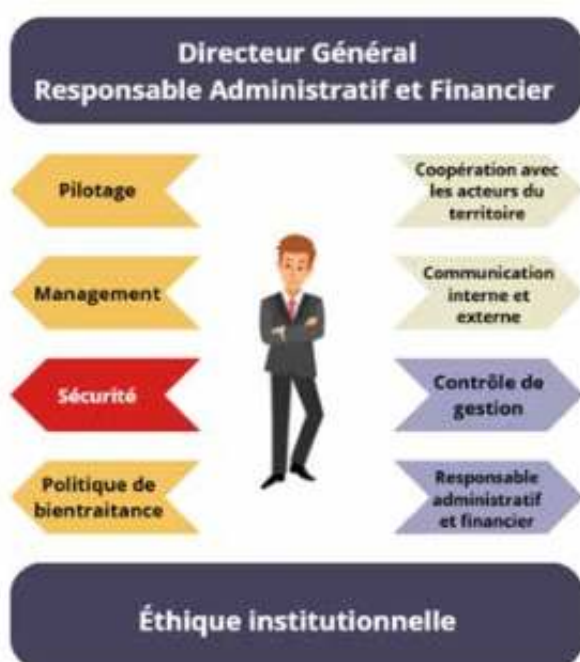 Directeur Général
Responsable Administratif et Financier
Pilotage
Coopération avec
les acteurs du
territoire
Management
Communication
interne et
externe
Sécurité
Contrôle de
gestion
Politique de
bientraitance
Responsable
administratif
et financier
Éthique institutionnelle